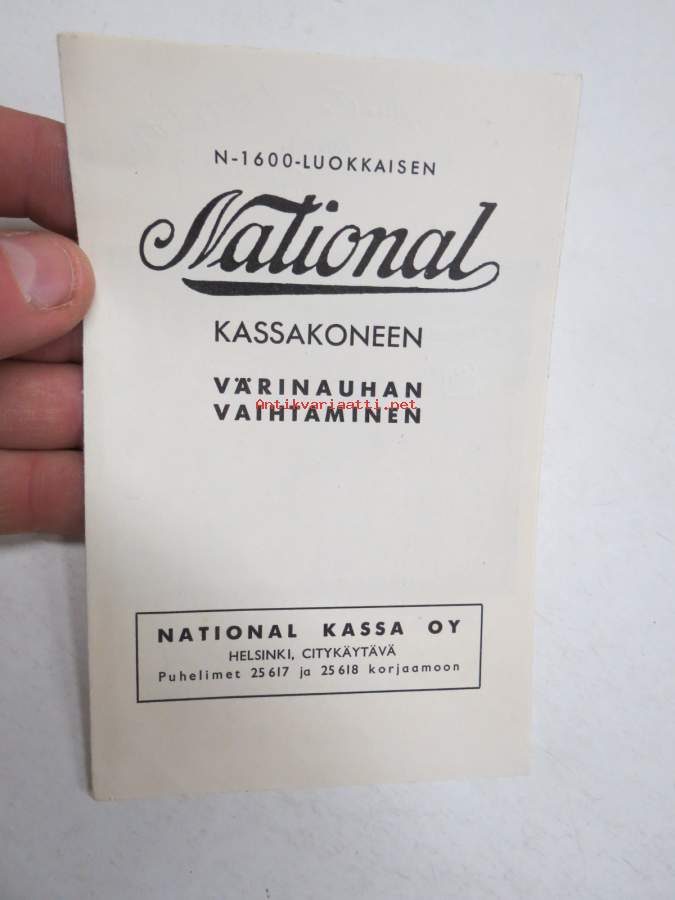 N-1600-LUOKKAISEN
National
KASSAKONEEN
VÄRINAUHAN
Antikvariaatti.net
VAIHTAMINEN
NATIONAL KASSA OY
HELSINKI, CITYKÄYTÄVÄ
Puhelimet 25617 ja 25618 korjaamoon